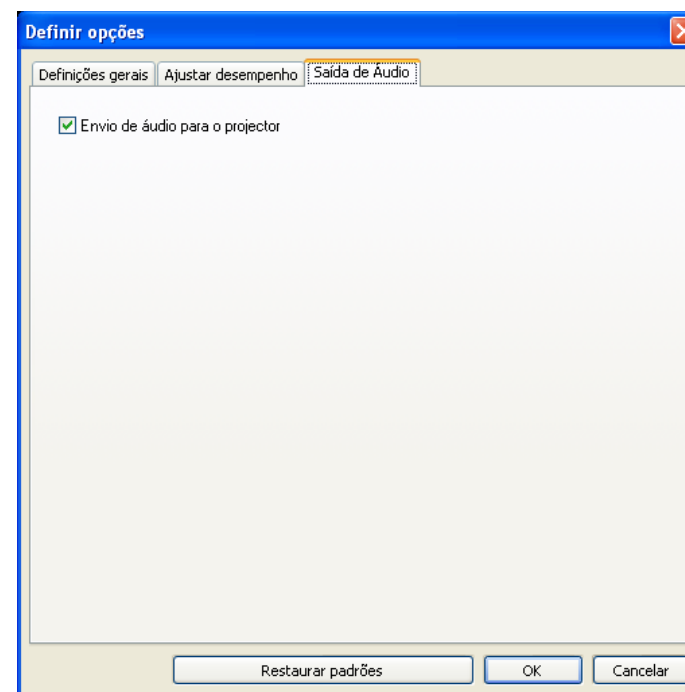 Definir opções
Definições gerais Ajustar desempenho Saída de Áudio
Envio de áudio para o projector
Restaurar padrões OK Cancelar